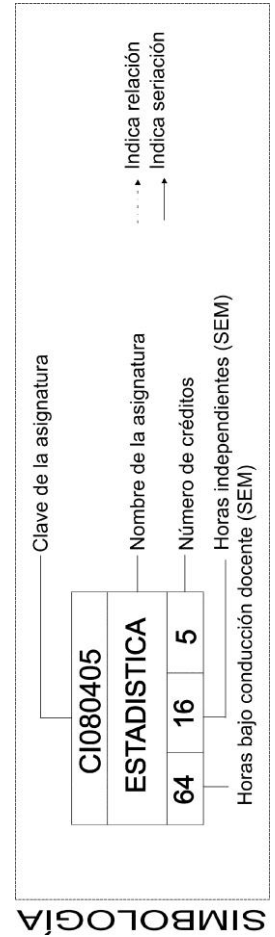 SIMBOLOGÍA
Clave de la asignatura
CI080405
ESTADISTICA
Nombre de la asignatura
64 16 5
Número de créditos
Horas independientes (SEM)
Horas bajo conducción docente (SEM)
Indica relación
Indica seriación